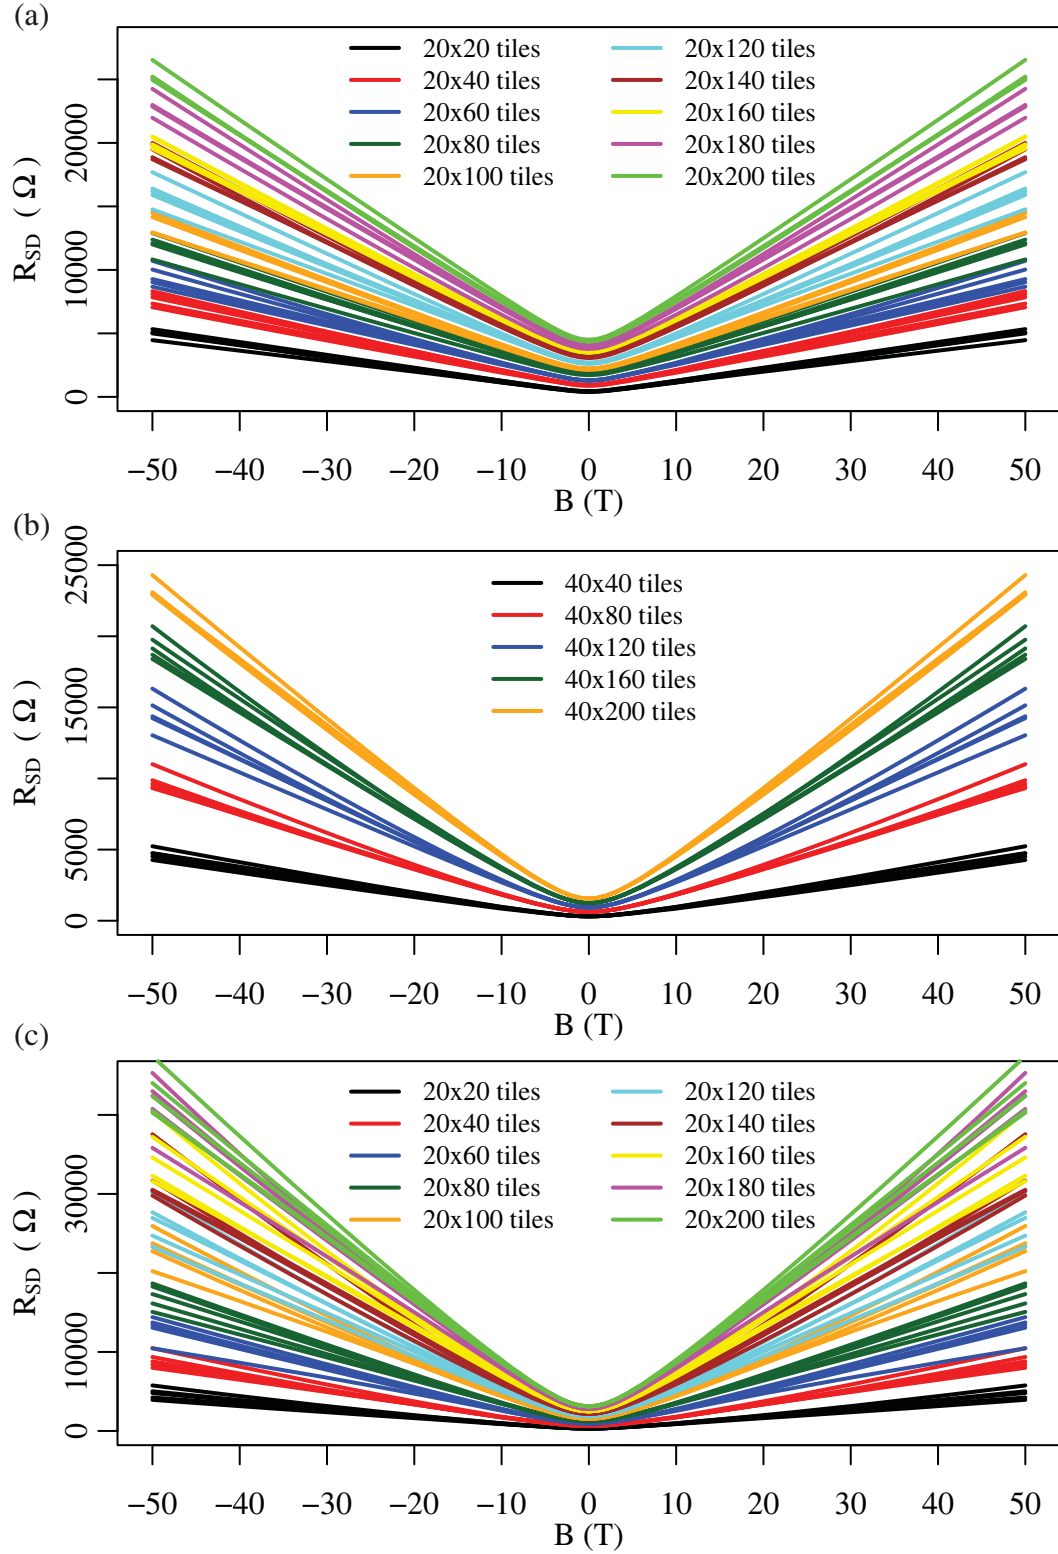 (a)
20x20 tiles 20x120 tiles
20x40 tiles 20x140 tiles
20x60 tiles 20x160 tiles
20x80 tiles 20x180 tiles
20x100 tiles 20x200 tiles
R_SD ( Ω )
0 10000 20000
−50 −40 −30 −20 −10 0 10 20 30 40 50
B (T)
(b)
40x40 tiles
40x80 tiles
40x120 tiles
40x160 tiles
40x200 tiles
R_SD ( Ω )
0 5000 15000 25000
−50 −40 −30 −20 −10 0 10 20 30 40 50
B (T)
(c)
20x20 tiles 20x120 tiles
20x40 tiles 20x140 tiles
20x60 tiles 20x160 tiles
20x80 tiles 20x180 tiles
20x100 tiles 20x200 tiles
R_SD ( Ω )
0 10000 30000
−50 −40 −30 −20 −10 0 10 20 30 40 50
B (T)